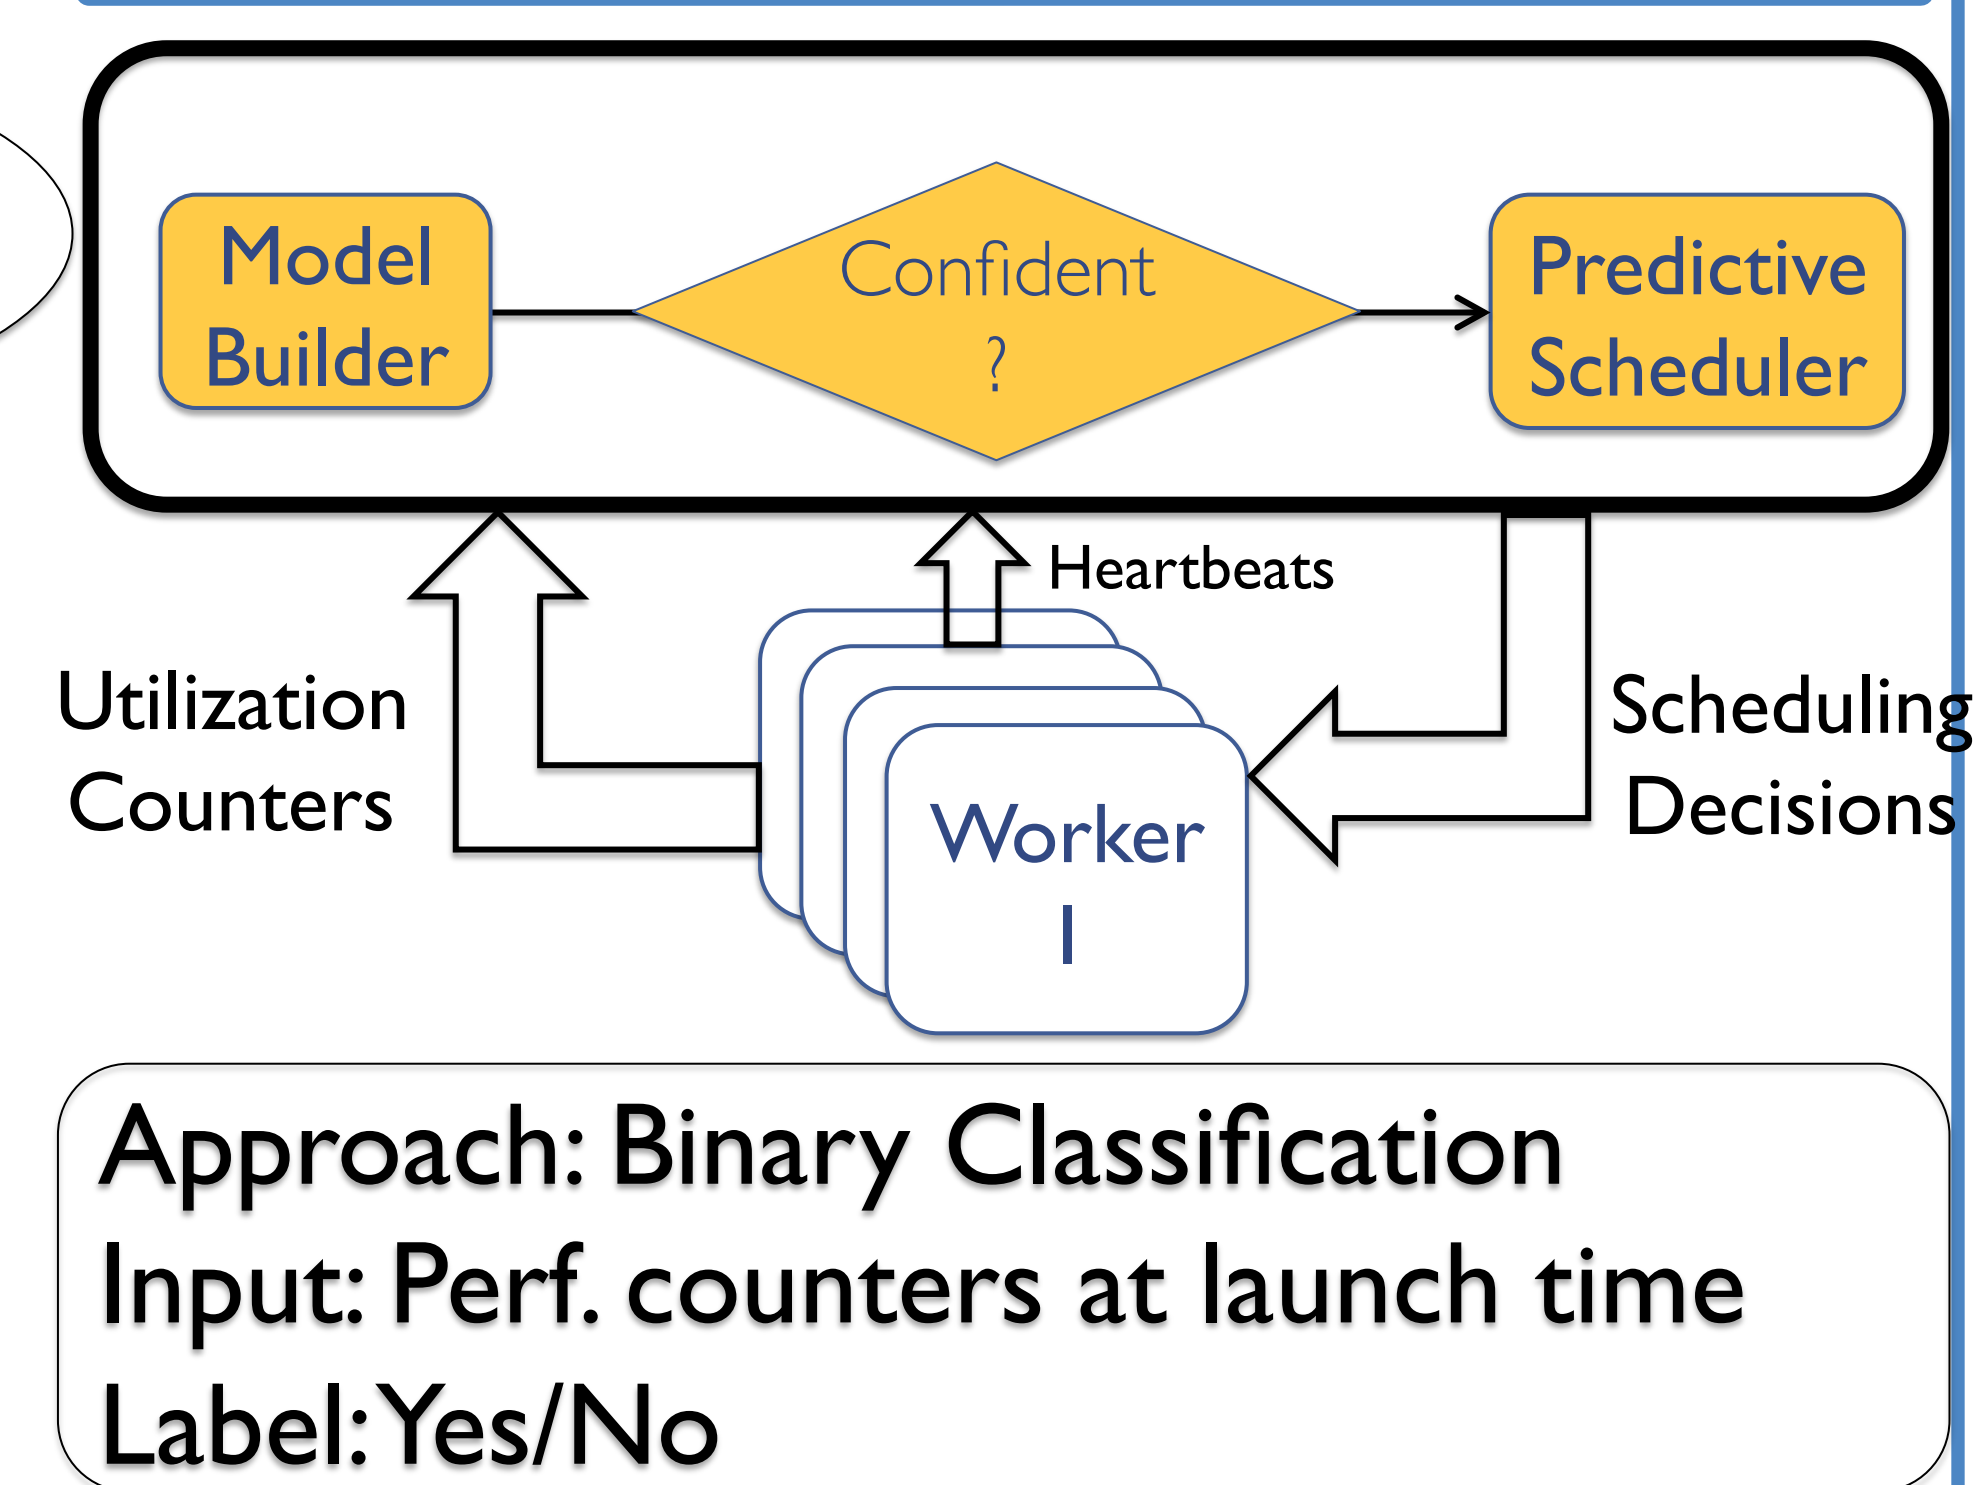 Model
Builder
Confident
?
Predictive
Scheduler
Heartbeats
Utilization
Counters
Scheduling
Decisions
Worker
1
Approach: Binary Classification
Input: Perf. counters at launch time
Label: Yes/No